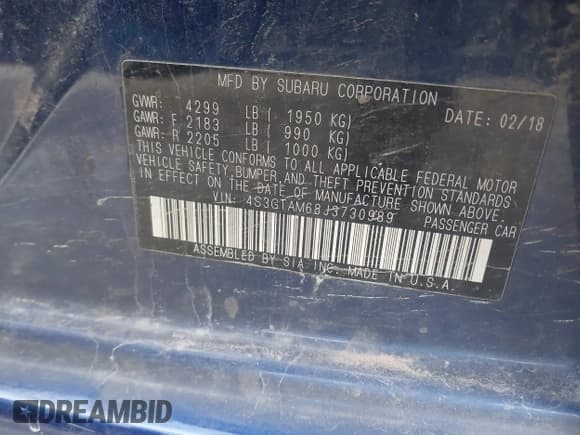 MFD BY SUBARU CORPORATION
GVWR: 4299 LB ( 1950 KG) DATE: 02/18
GAWR: F 2183 LB ( 990 KG)
GAWR: R 2205 LB ( 1000 KG)
THIS VEHICLE CONFORMS TO ALL APPLICABLE FEDERAL MOTOR
VEHICLE SAFETY,BUMPER,AND THEFT PREVENTION STANDARDS
IN EFFECT ON THE DATE OF MANUFACTURE SHOWN ABOVE.
VIN: 4S3GTAM68J3730989 PASSENGER CAR
ASSEMBLED BY SIA INC. MADE IN U.S.A.
DREAMBID